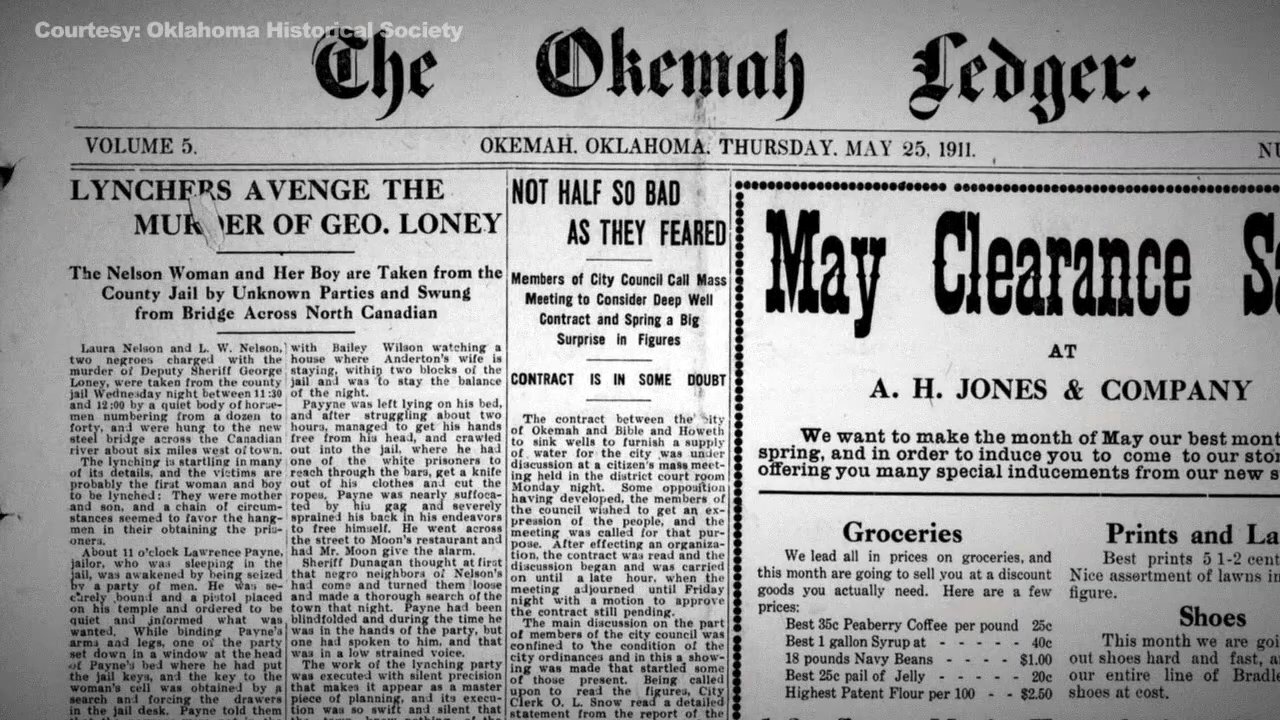 Courtesy: Oklahoma Historical Society
The Okemah Ledger.
VOLUME 5.
OKEMAH, OKLAHOMA, THURSDAY, MAY 25, 1911.
NU
LYNCHERS AVENGE THE
MURDER OF GEO. LONEY
The Nelson Woman and Her Boy are Taken from the
County Jail by Unknown Parties and Swung
from Bridge Across North Canadian
Laura Nelson and L. W. Nelson,
two negroes charged with the
murder of Deputy Sheriff George
Loney, were taken from the county
jail Wednesday night between 11:30
and 12:00 by a quiet body of horse-
men numbering from a dozen to
forty, and were hung to the new
steel bridge across the Canadian
river about six miles west of town.
The lynching is startling in many
of its details, and the victims are
probably the first woman and boy
to be lynched: They were mother
and son, and a chain of circum-
stances seemed to favor the hang-
men in their obtaining the pris-
oners.
About 11 o'clock Lawrence Payne,
jailor, who was sleeping in the
jail, was awakened by being seized
by a party of men. He was se-
curely bound and a pistol placed
on his temple and ordered to be
quiet and informed what was
wanted. While binding Payne's
arms and legs, one of the party
set down in a window at the head
of Payne's bed where he had put
the jail keys, and the key to the
woman's cell was obtained by a
search and forcing the drawers
in the jail desk. Payne told them
with Bailey Wilson watching a
house where Anderton's wife is
staying, within two blocks of the
jail and was to stay the balance
of the night.
Payyne was left lying on his bed,
and after struggling about two
hours, managed to get his hands
free from his head, and crawled
out into the jail, where he had
one of the white prisoners to
reach through the bars, get a knife
out of his clothes and cut the
ropes. Payne was nearly suffoca-
ted by his gag and severely
sprained his back in his endeavors
to free himself. He went across
the street to Moon's restaurant and
had Mr. Moon give the alarm.
Sheriff Dunagan thought at first
that negro neighbors of Nelson's
had come and turned them loose
and made a thorough search of the
town that night. Payne had been
blindfolded and during the time he
was in the hands of the party, but
one had spoken to him, and that
was in a low strained voice.
The work of the lynching party
was executed with silent precision
that makes it appear as a master
piece of planning, and its execu-
tion was so swift and silent that
NOT HALF SO BAD
AS THEY FEARED
Members of City Council Call Mass
Meeting to Consider Deep Well
Contract and Spring a Big
Surprise in Figures
CONTRACT IS IN SOME DOUBT
The contract between the city
of Okemah and Bible and Howeth
to sink wells to furnish a supply
of water for the city was under
discussion at a citizen's mass meet-
ing held in the district court room
Monday night. Some opposition
having developed, the members of
the council wished to get an ex-
pression of the people, and the
meeting was called for that pur-
pose. After effecting an organiza-
tion, the contract was read and the
discussion began and was carried
on until a late hour, when the
meeting adjourned until Friday
night with a motion to approve
the contract still pending.
The main discussion on the part
of members of the city council was
confined to the condition of the
city ordinances and in this a show-
ing was made that startled some
of those present. Being called
upon to read the figures, City
Clerk O. L. Snow read a detailed
statement from the report of the
May Clearance Sa
AT
A. H. JONES & COMPANY
We want to make the month of May our best mont
spring, and in order to induce you to come to our stor
offering you many special inducements from our new s
Groceries
We lead all in prices on groceries, and
this month are going to sell you at a discount
goods you actually need. Here are a few
prices:
Best 35c Peaberry Coffee per pound 25c
Best 1 gallon Syrup at - - - - - 40c
18 pounds Navy Beans - - - - - $1.00
Best 25c pail of Jelly - - - - - 20c
Highest Patent Flour per 100 - - $2.50
Prints and La
Best prints 5 1-2 cent
Nice assortment of lawns in
figure.
Shoes
This month we are goi
out shoes hard and fast, a
our entire line of Bradle
shoes at cost.